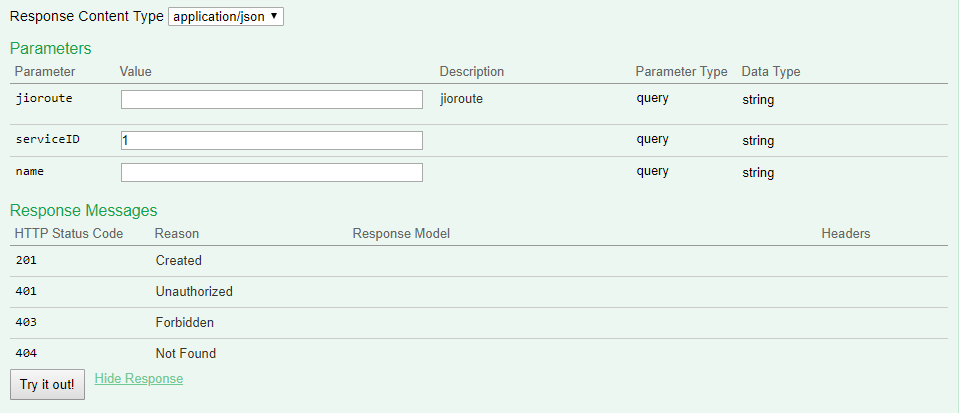 Response Content Type application/json ▼
Parameters
Parameter Value Description Parameter Type Data Type
jioroute jioroute query string
serviceID 1 query string
name query string
Response Messages
HTTP Status Code Reason Response Model Headers
201 Created
401 Unauthorized
403 Forbidden
404 Not Found
Try it out! Hide Response